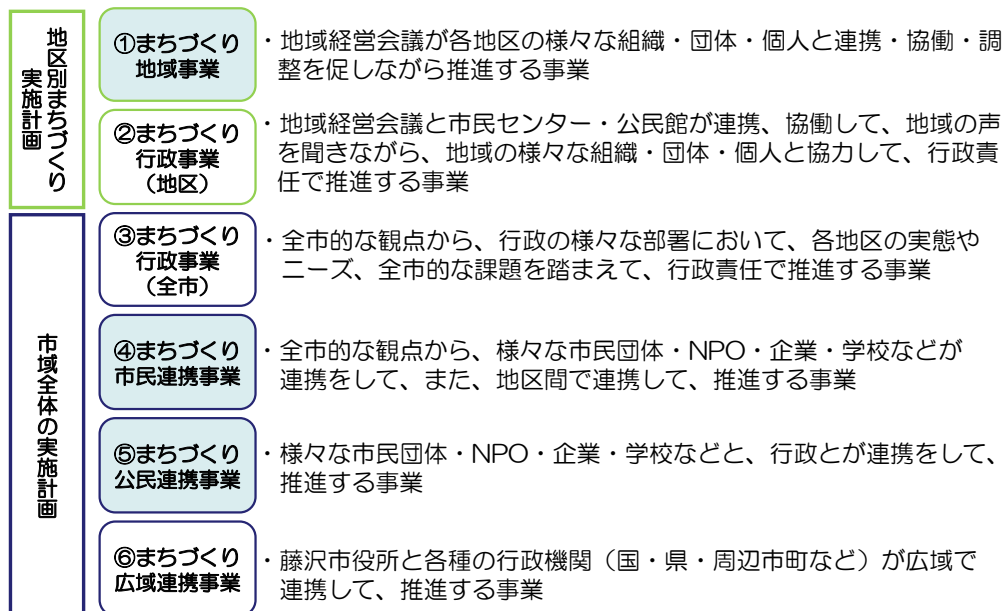 地区別まちづくり
実施計画
①まちづくり
地域事業
・地域経営会議が各地区の様々な組織・団体・個人と連携・協働・調
整を促しながら推進する事業
②まちづくり
行政事業
（地区）
・地域経営会議と市民センター・公民館が連携、協働して、地域の声
を聞きながら、地域の様々な組織・団体・個人と協力して、行政責
任で推進する事業
市域全体の実施計画
③まちづくり
行政事業
（全市）
・全市的な観点から、行政の様々な部署において、各地区の実態や
ニーズ、全市的な課題を踏まえて、行政責任で推進する事業
④まちづくり
市民連携事業
・全市的な観点から、様々な市民団体・NPO・企業・学校などが
連携をして、また、地区間で連携して、推進する事業
⑤まちづくり
公民連携事業
・様々な市民団体・NPO・企業・学校などと、行政とが連携をして、
推進する事業
⑥まちづくり
広域連携事業
・藤沢市役所と各種の行政機関（国・県・周辺市町など）が広域で
連携して、推進する事業